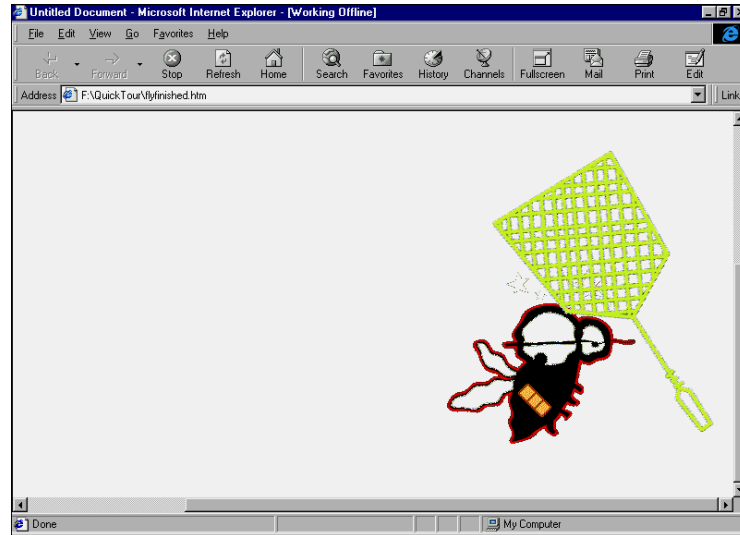 Untitled Document - Microsoft Internet Explorer - [Working Offline]
File Edit View Go Favorites Help
Back Forward Stop Refresh Home Search Favorites History Channels Fullscreen Mail Print Edit
Address F:\QuickTour\flyfinished.htm Link
Done My Computer